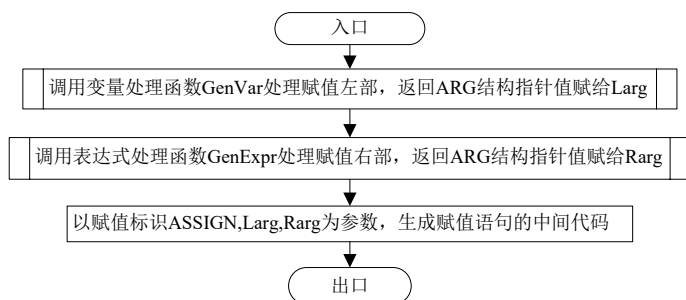 入口
调用变量处理函数GenVar处理赋值左部，返回ARG结构指针值赋给Larg
调用表达式处理函数GenExpr处理赋值右部，返回ARG结构指针值赋给Rarg
以赋值标识ASSIGN,Larg,Rarg为参数，生成赋值语句的中间代码
出口